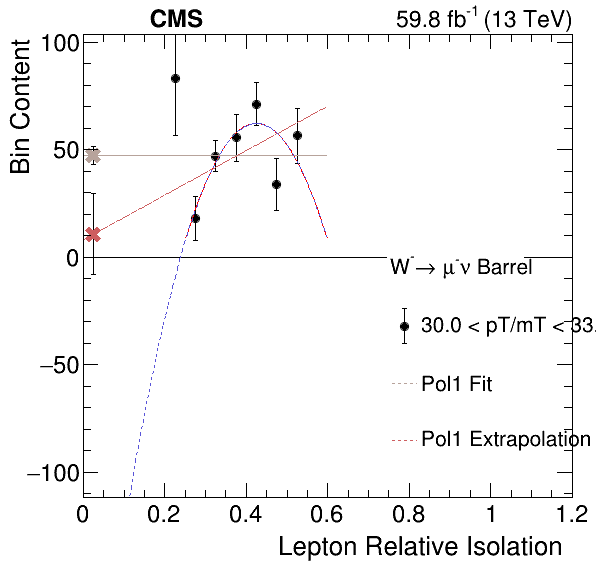 CMS
59.8 fb-1 (13 TeV)
Bin Content
100
50
0
−50
−100
W-→ μ-ν Barrel
30.0 < pT/mT < 33.
Pol1 Fit
Pol1 Extrapolation
0 0.2 0.4 0.6 0.8 1 1.2
Lepton Relative Isolation